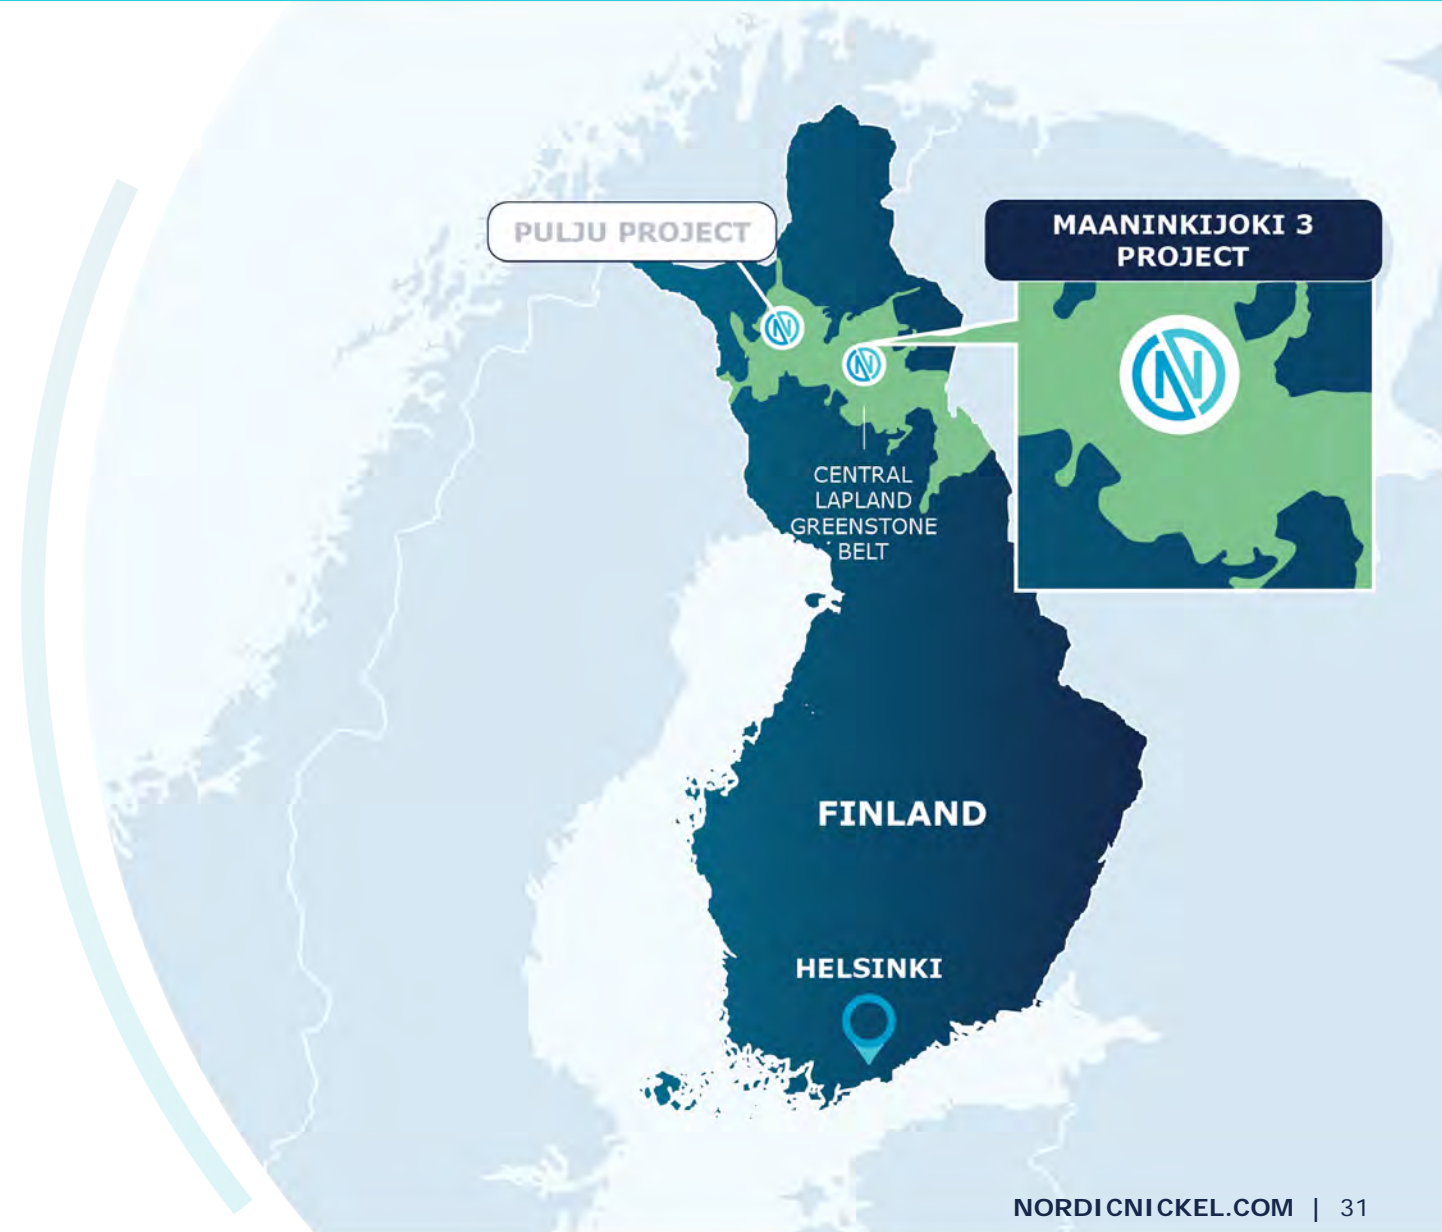 PULJU PROJECT
MAANINKIJOKI 3
PROJECT
CENTRAL
LAPLAND
GREENSTONE
BELT
FINLAND
HELSINKI
NORDICNICKEL.COM | 31